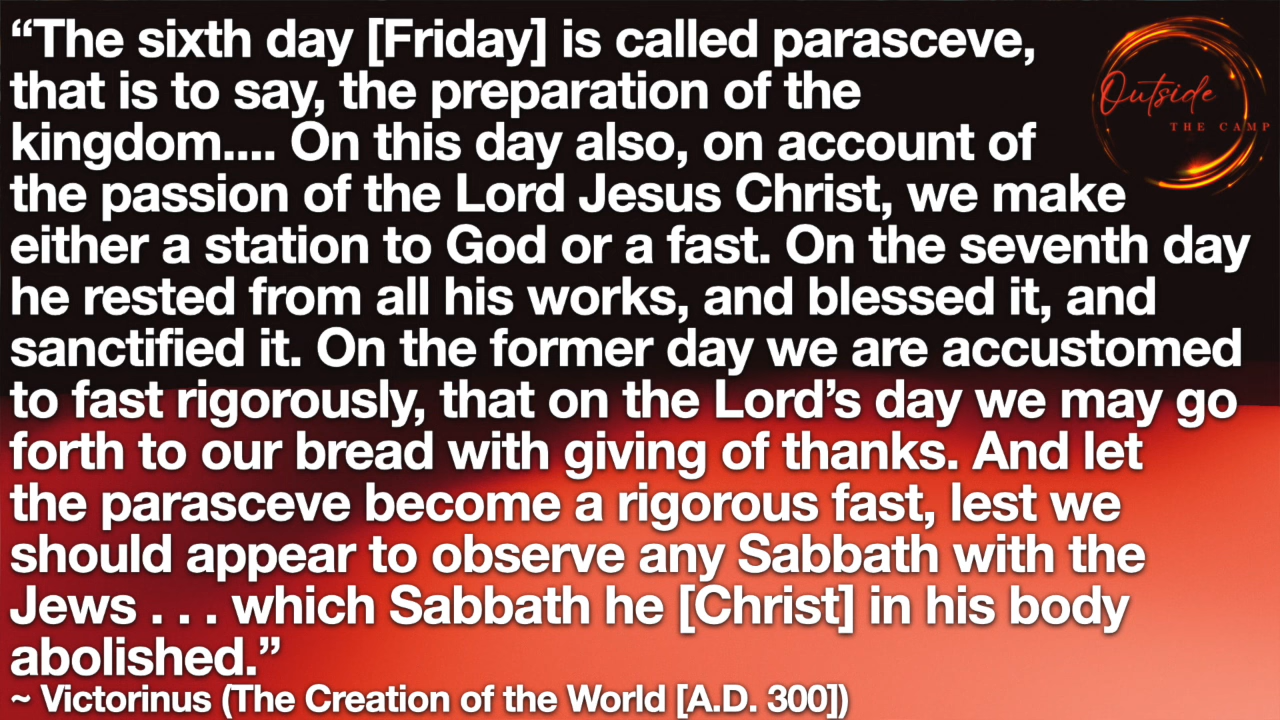 “The sixth day [Friday] is called parasceve,
that is to say, the preparation of the
kingdom.... On this day also, on account of
the passion of the Lord Jesus Christ, we make
either a station to God or a fast. On the seventh day
he rested from all his works, and blessed it, and
sanctified it. On the former day we are accustomed
to fast rigorously, that on the Lord’s day we may go
forth to our bread with giving of thanks. And let
the parasceve become a rigorous fast, lest we
should appear to observe any Sabbath with the
Jews . . . which Sabbath he [Christ] in his body
abolished.”
~ Victorinus (The Creation of the World [A.D. 300])
Outside
THE CAMP